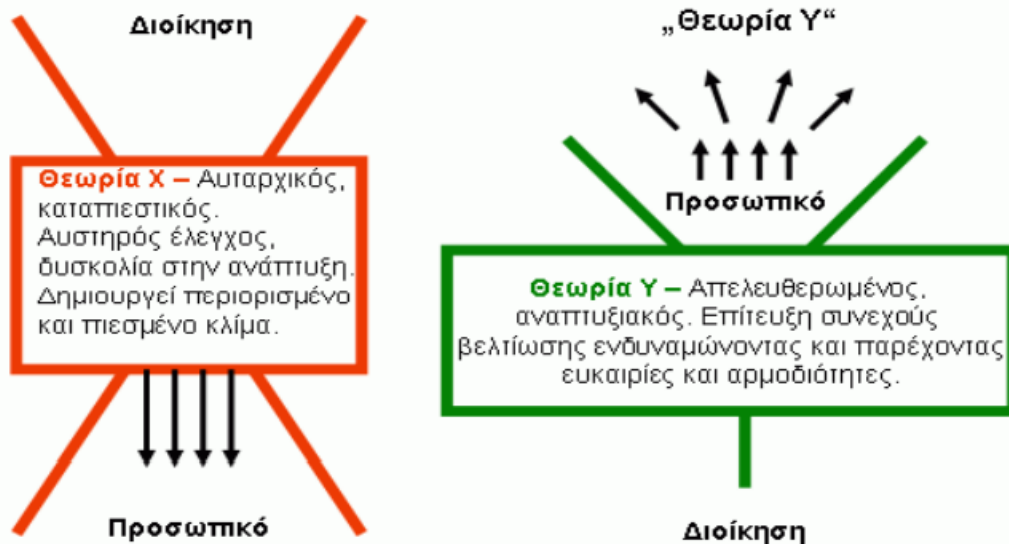 Διοίκηση
Θεωρία Χ – Αυταρχικός,
καταπιεστικός.
Αυστηρός έλεγχος,
δυσκολία στην ανάπτυξη.
Δημιουργεί περιορισμένο
και πιεσμένο κλίμα.
Προσωπικό
„Θεωρία Υ“
Προσωπικό
Θεωρία Υ – Απελευθερωμένος,
αναπτυξιακός. Επίτευξη συνεχούς
βελτίωσης ενδυναμώνοντας και παρέχοντας
ευκαιρίες και αρμοδιότητες.
Διοίκηση